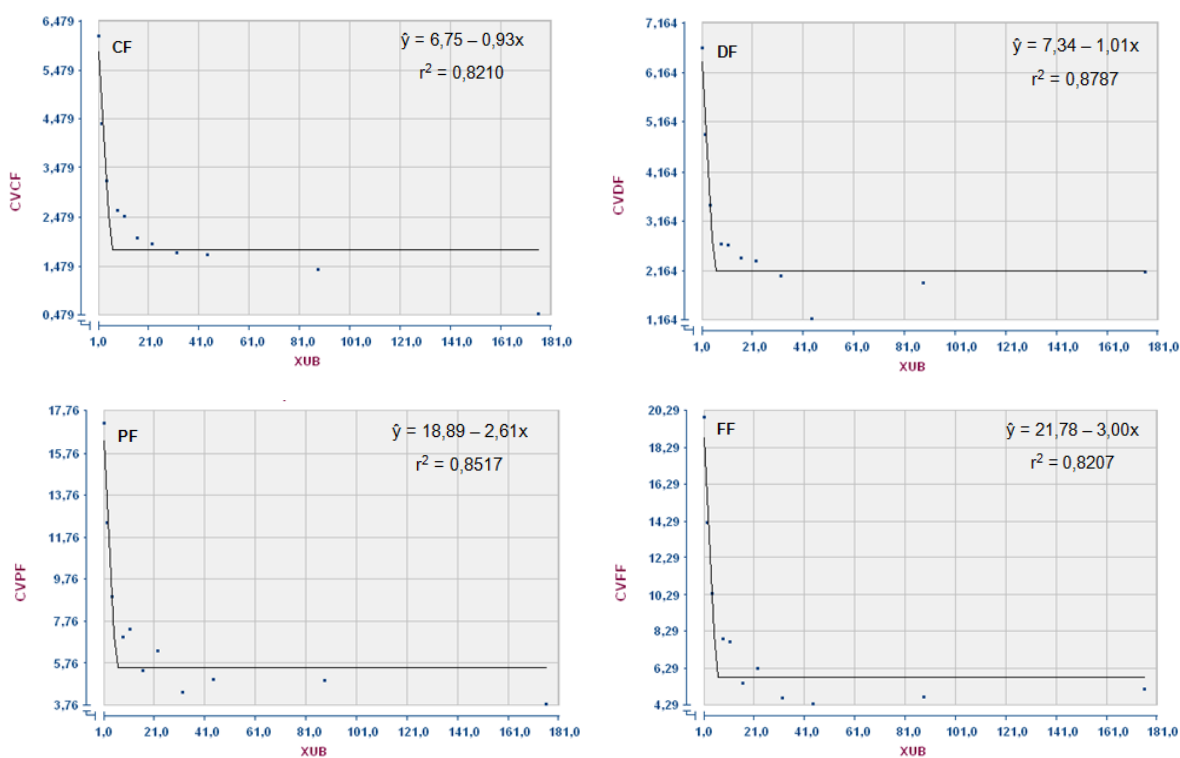 6,479
CF
ŷ = 6,75 – 0,93x
r² = 0,8210
5,479
4,479
3,479
2,479
1,479
0,479
CVCF
1,0 21,0 41,0 61,0 81,0 101,0 121,0 141,0 161,0 181,0
XUB
7,164
DF
ŷ = 7,34 – 1,01x
r² = 0,8787
6,164
5,164
4,164
3,164
2,164
1,164
CVDF
1,0 21,0 41,0 61,0 81,0 101,0 121,0 141,0 161,0 181,0
XUB
17,76
PF
ŷ = 18,89 – 2,61x
r² = 0,8517
15,76
13,76
11,76
9,76
7,76
5,76
3,76
CVPF
1,0 21,0 41,0 61,0 81,0 101,0 121,0 141,0 161,0 181,0
XUB
20,29
FF
ŷ = 21,78 – 3,00x
r² = 0,8207
18,29
16,29
14,29
12,29
10,29
8,29
6,29
4,29
CVFF
1,0 21,0 41,0 61,0 81,0 101,0 121,0 141,0 161,0 181,0
XUB